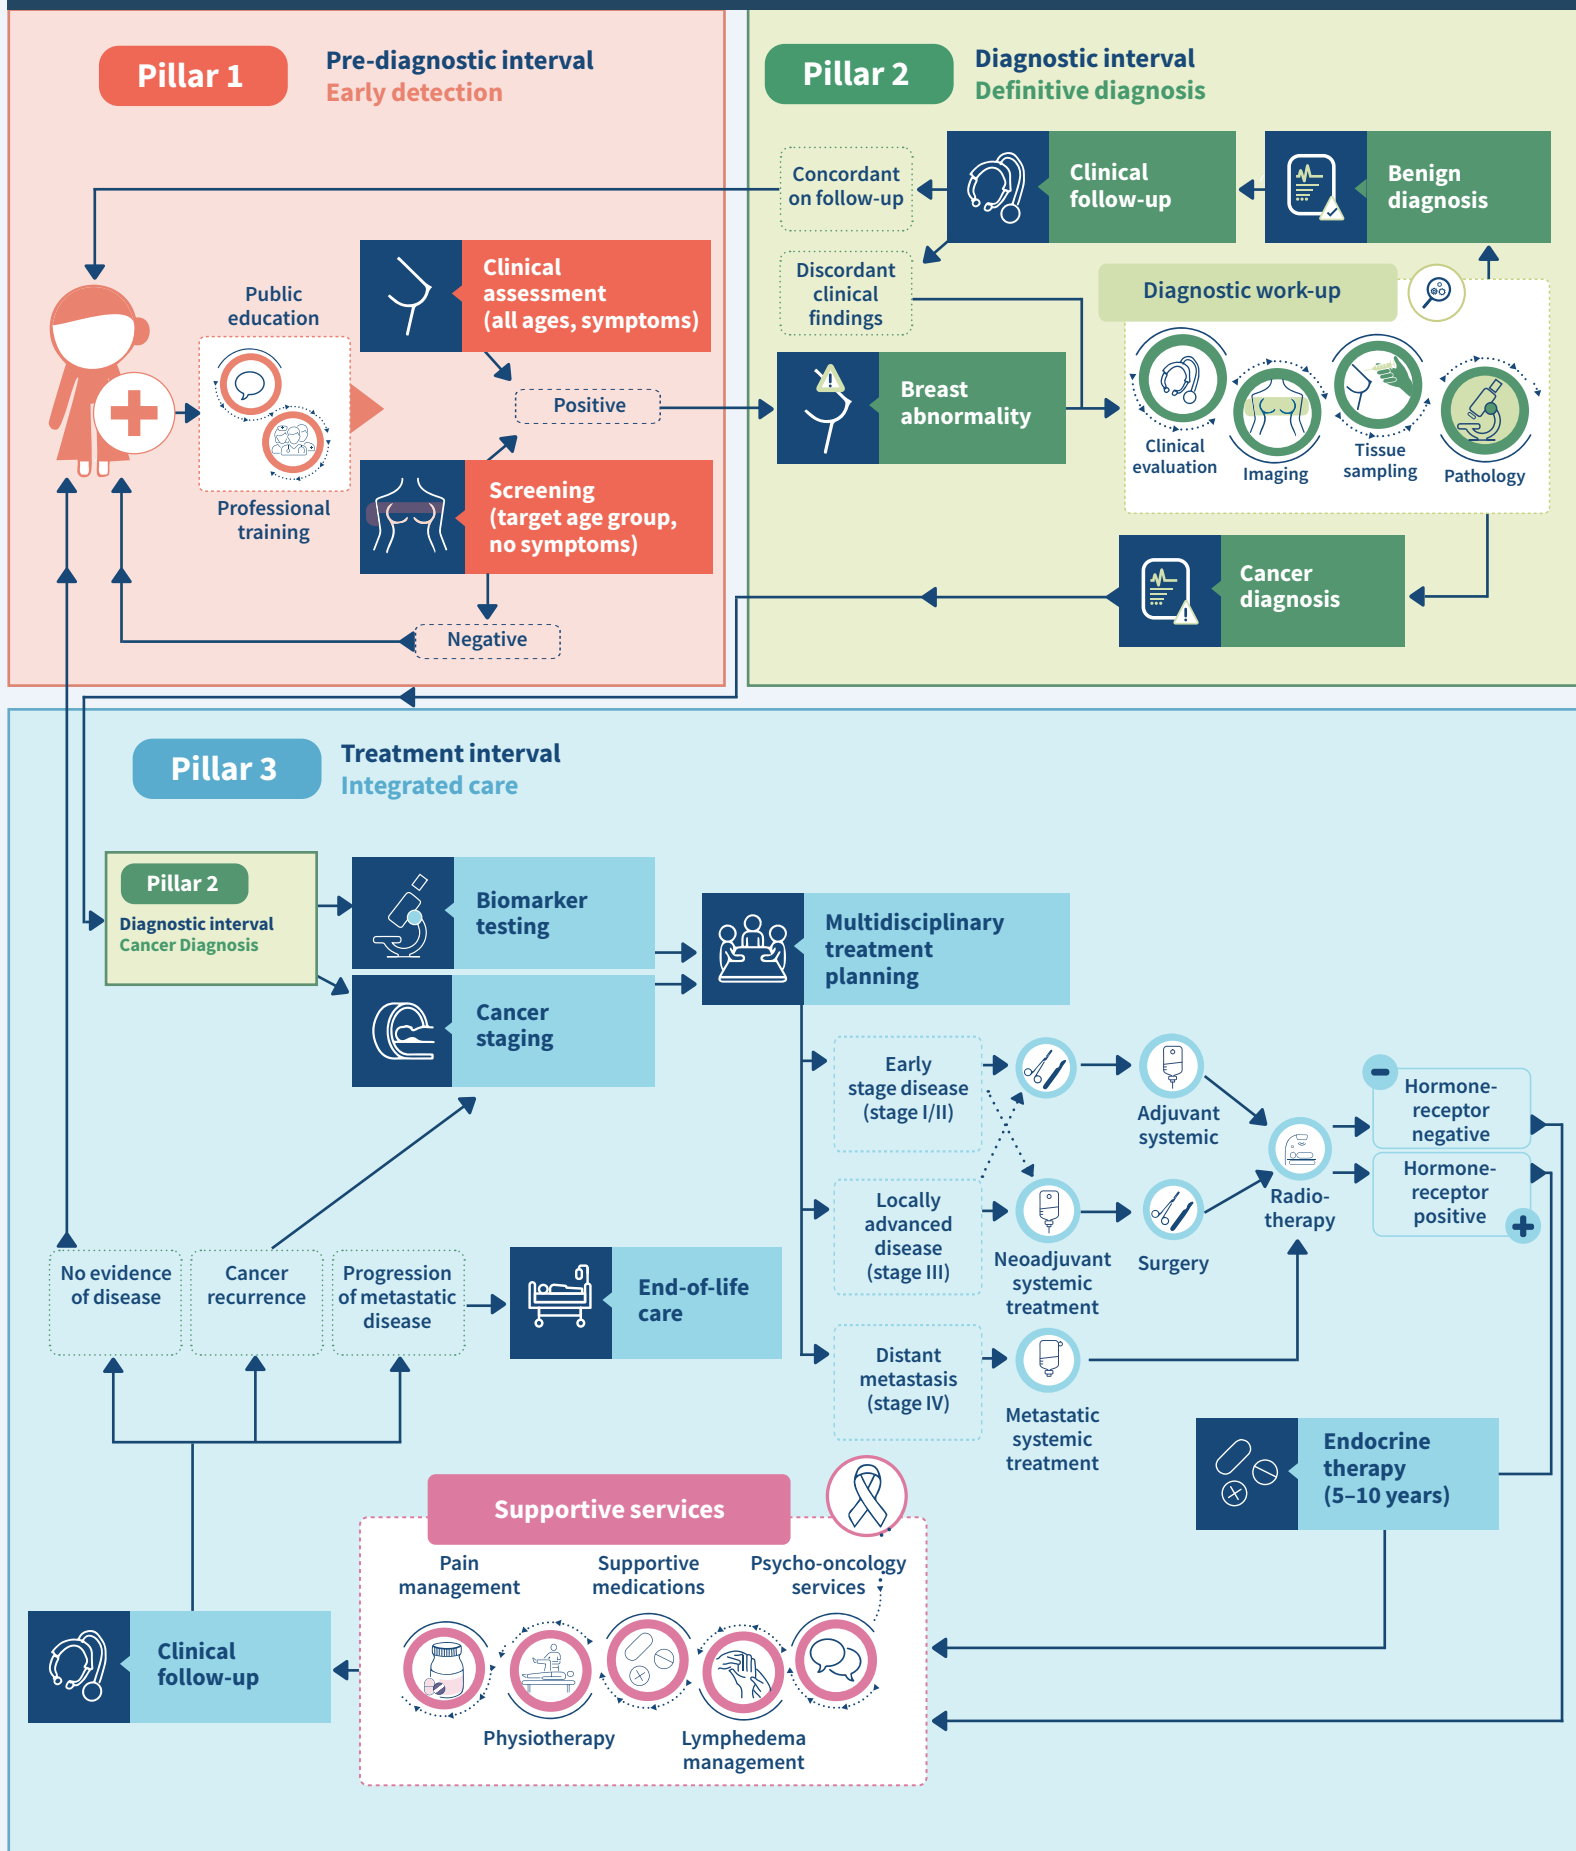 Pillar 1
Pre-diagnostic interval
Early detection
Public
education
Professional
training
Clinical
assessment
(all ages, symptoms)
Positive
Screening
(target age group,
no symptoms)
Negative
Pillar 2
Diagnostic interval
Definitive diagnosis
Concordant
on follow-up
Clinical
follow-up
Benign
diagnosis
Discordant
clinical
findings
Diagnostic work-up
Breast
abnormality
Clinical
evaluation
Imaging
Tissue
sampling
Pathology
Cancer
diagnosis
Pillar 3
Treatment interval
Integrated care
Pillar 2
Diagnostic interval
Cancer Diagnosis
Biomarker
testing
Cancer
staging
Multidisciplinary
treatment
planning
Early
stage disease
(stage I/II)
Adjuvant
systemic
Locally
advanced
disease
(stage III)
Neoadjuvant
systemic
treatment
Surgery
Radio-
therapy
Hormone-
receptor
negative
Hormone-
receptor
positive
Distant
metastasis
(stage IV)
Metastatic
systemic
treatment
No evidence
of disease
Cancer
recurrence
Progression
of metastatic
disease
End-of-life
care
Endocrine
therapy
(5–10 years)
Supportive services
Pain
management
Supportive
medications
Psycho-oncology
services
Physiotherapy
Lymphedema
management
Clinical
follow-up